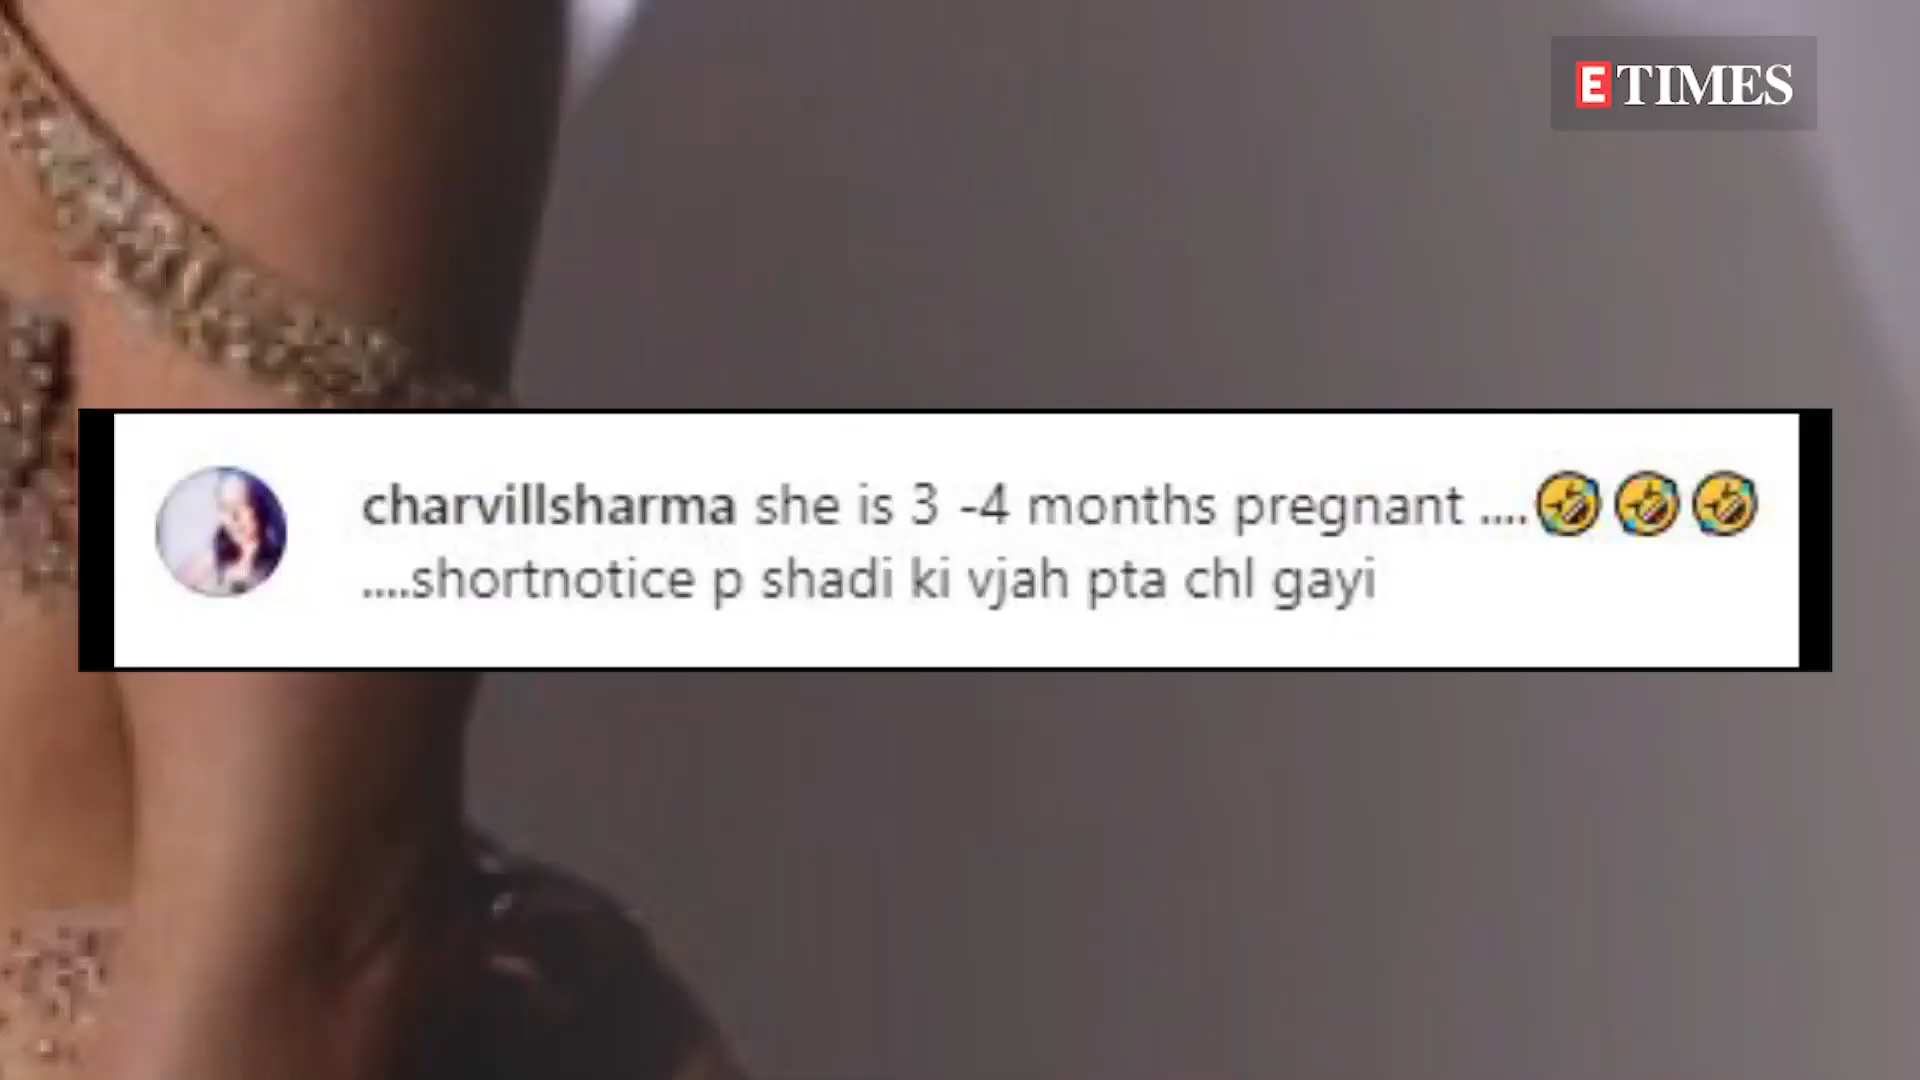 ETIMES
charvillsharma she is 3 -4 months pregnant ....🤣🤣🤣
....shortnotice p shadi ki vjah pta chl gayi